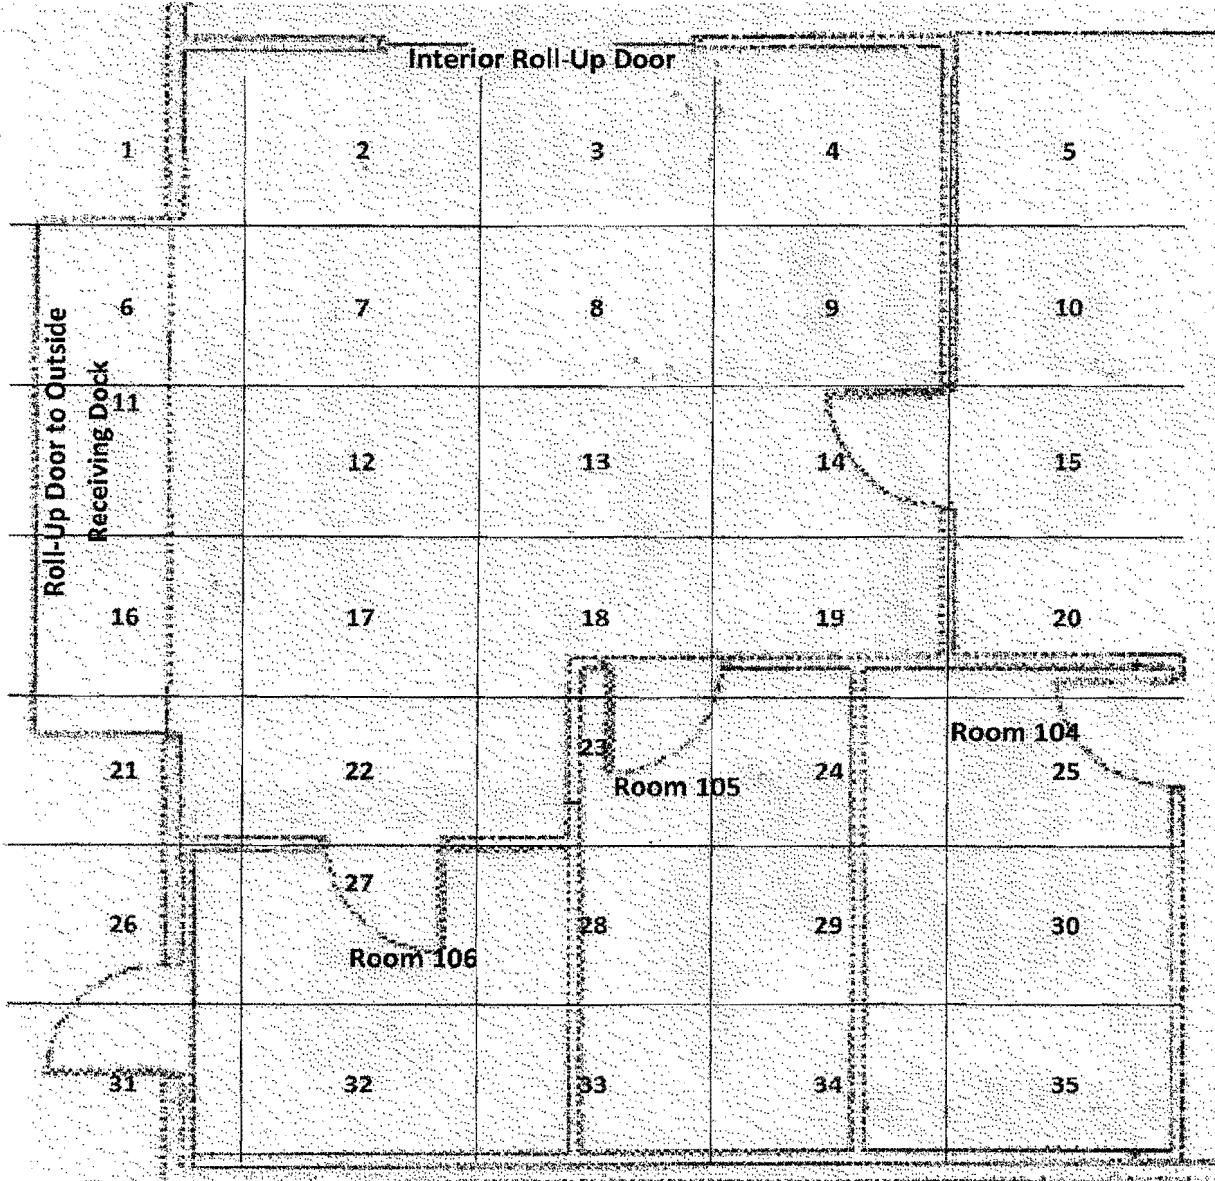 Interior Roll-Up Door
1 2 3 4 5
6 7 8 9 10
Roll-Up Door to Outside
Receiving Dock
11
12 13 14 15
16 17 18 19 20
Room 104
23
21 22 24 25
Room 105
27
26 28 29 30
Room 106
31 32 33 34 35